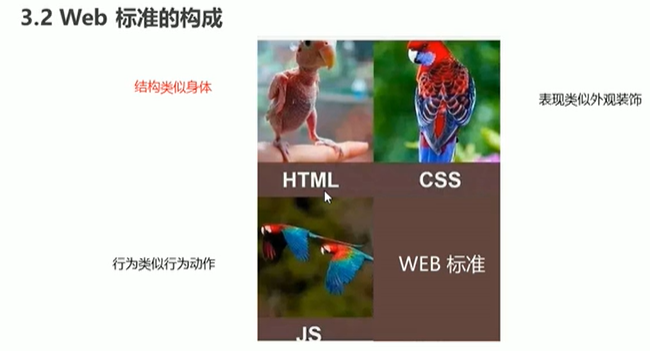 3.2 Web 标准的构成
结构类似身体
表现类似外观装饰
HTML
CSS
行为类似行为动作
WEB 标准
JS